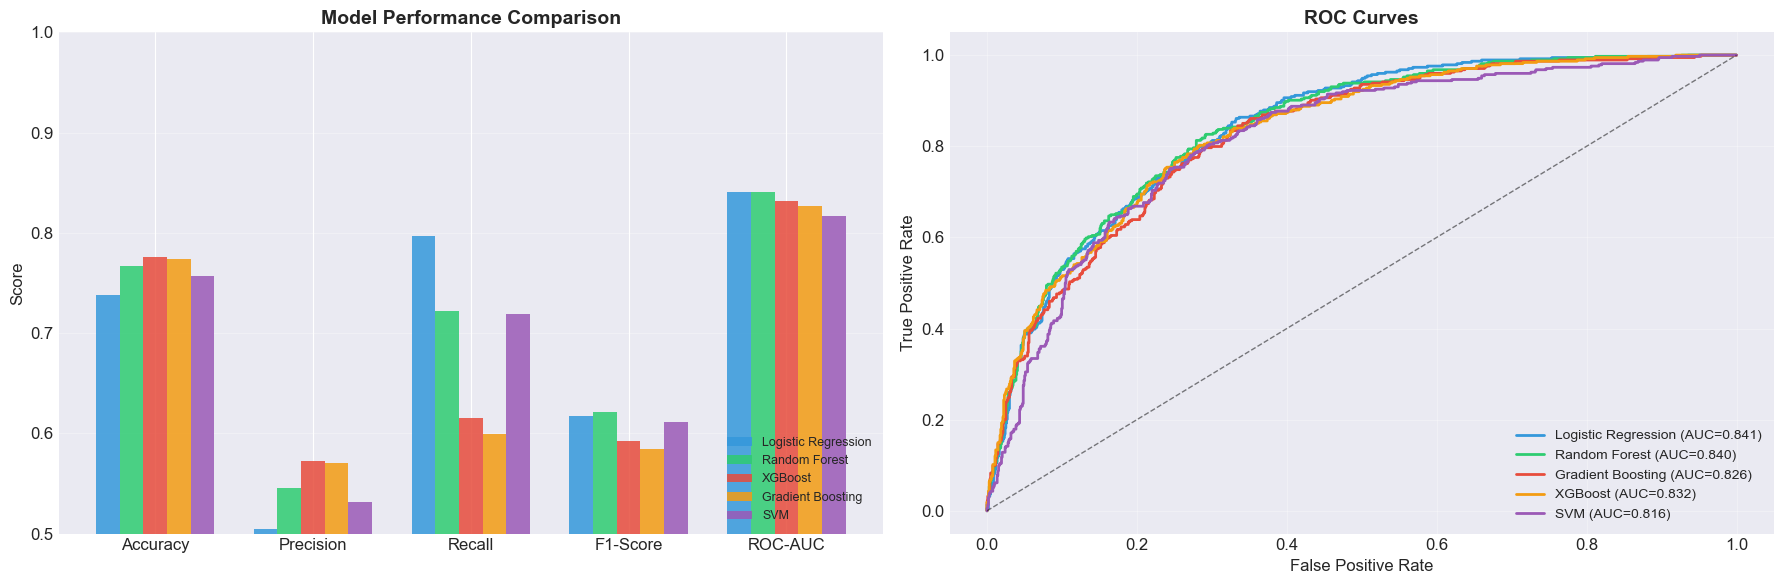 Model Performance Comparison
Score
1.0
0.9
0.8
0.7
0.6
0.5
Accuracy
Precision
Recall
F1-Score
ROC-AUC
Logistic Regression
Random Forest
XGBoost
Gradient Boosting
SVM
ROC Curves
True Positive Rate
1.0
0.8
0.6
0.4
0.2
0.0
Logistic Regression (AUC=0.841)
Random Forest (AUC=0.840)
Gradient Boosting (AUC=0.826)
XGBoost (AUC=0.832)
SVM (AUC=0.816)
0.0
0.2
0.4
0.6
0.8
1.0
False Positive Rate